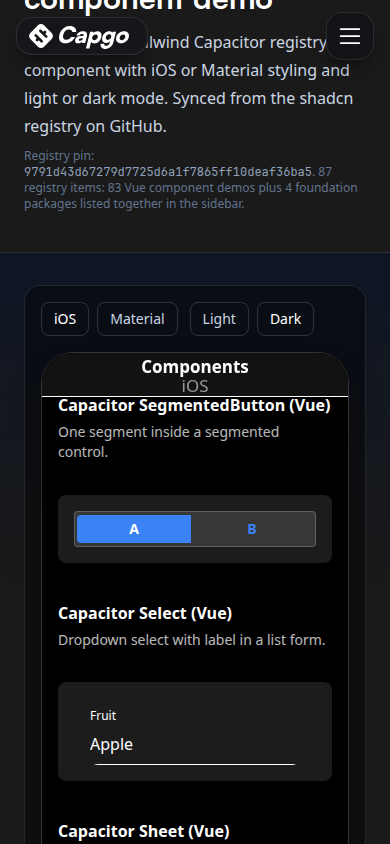 component demo
Capgo
lwind Capacitor registry
component with iOS or Material styling and
light or dark mode. Synced from the shadcn
registry on GitHub.
Registry pin:
9791d43d67279d7725d6a1f7865ff10deaf36ba5. 87
registry items: 83 Vue component demos plus 4 foundation
packages listed together in the sidebar.
iOS Material Light Dark
Components
iOS
Capacitor SegmentedButton (Vue)
One segment inside a segmented
control.
A B
Capacitor Select (Vue)
Dropdown select with label in a list form.
Fruit
Apple
Capacitor Sheet (Vue)